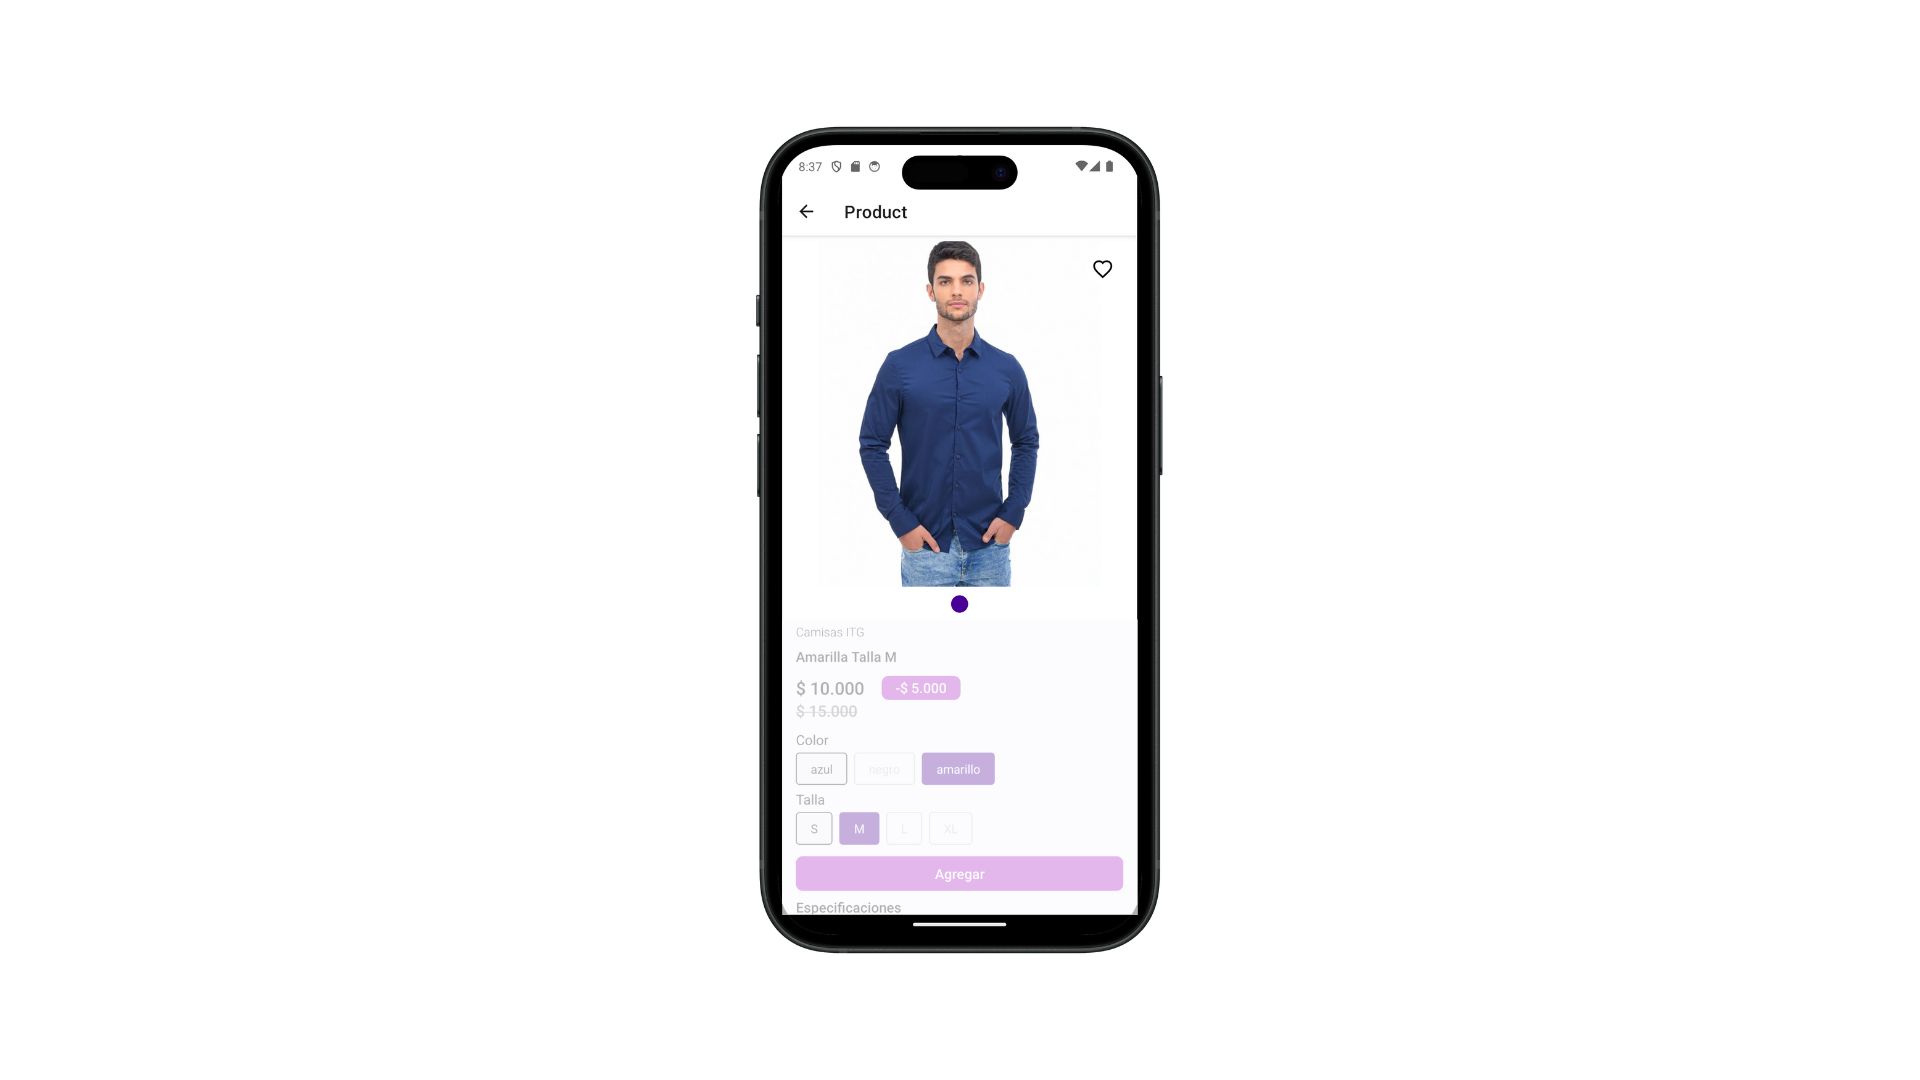 8:37
Product
Camisas ITG
Amarilla Talla M
$ 10.000 -$ 5.000
$ 15.000
Color
azul negro amarillo
Talla
S M L XL
Agregar
Especificaciones